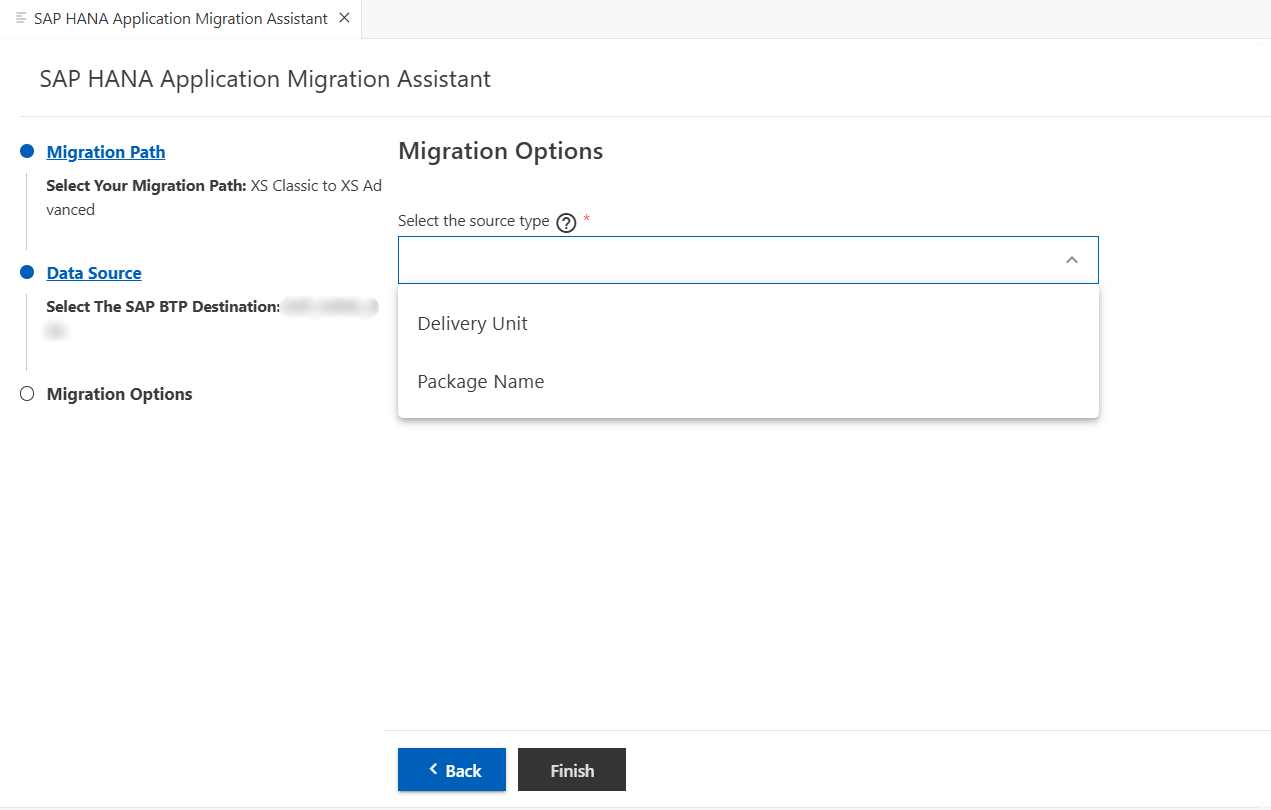 SAP HANA Application Migration Assistant
SAP HANA Application Migration Assistant
Migration Path
Select Your Migration Path: XS Classic to XS Ad
vanced
Data Source
Select The SAP BTP Destination:
Migration Options
Migration Options
Select the source type ? *
Delivery Unit
Package Name
Back
Finish